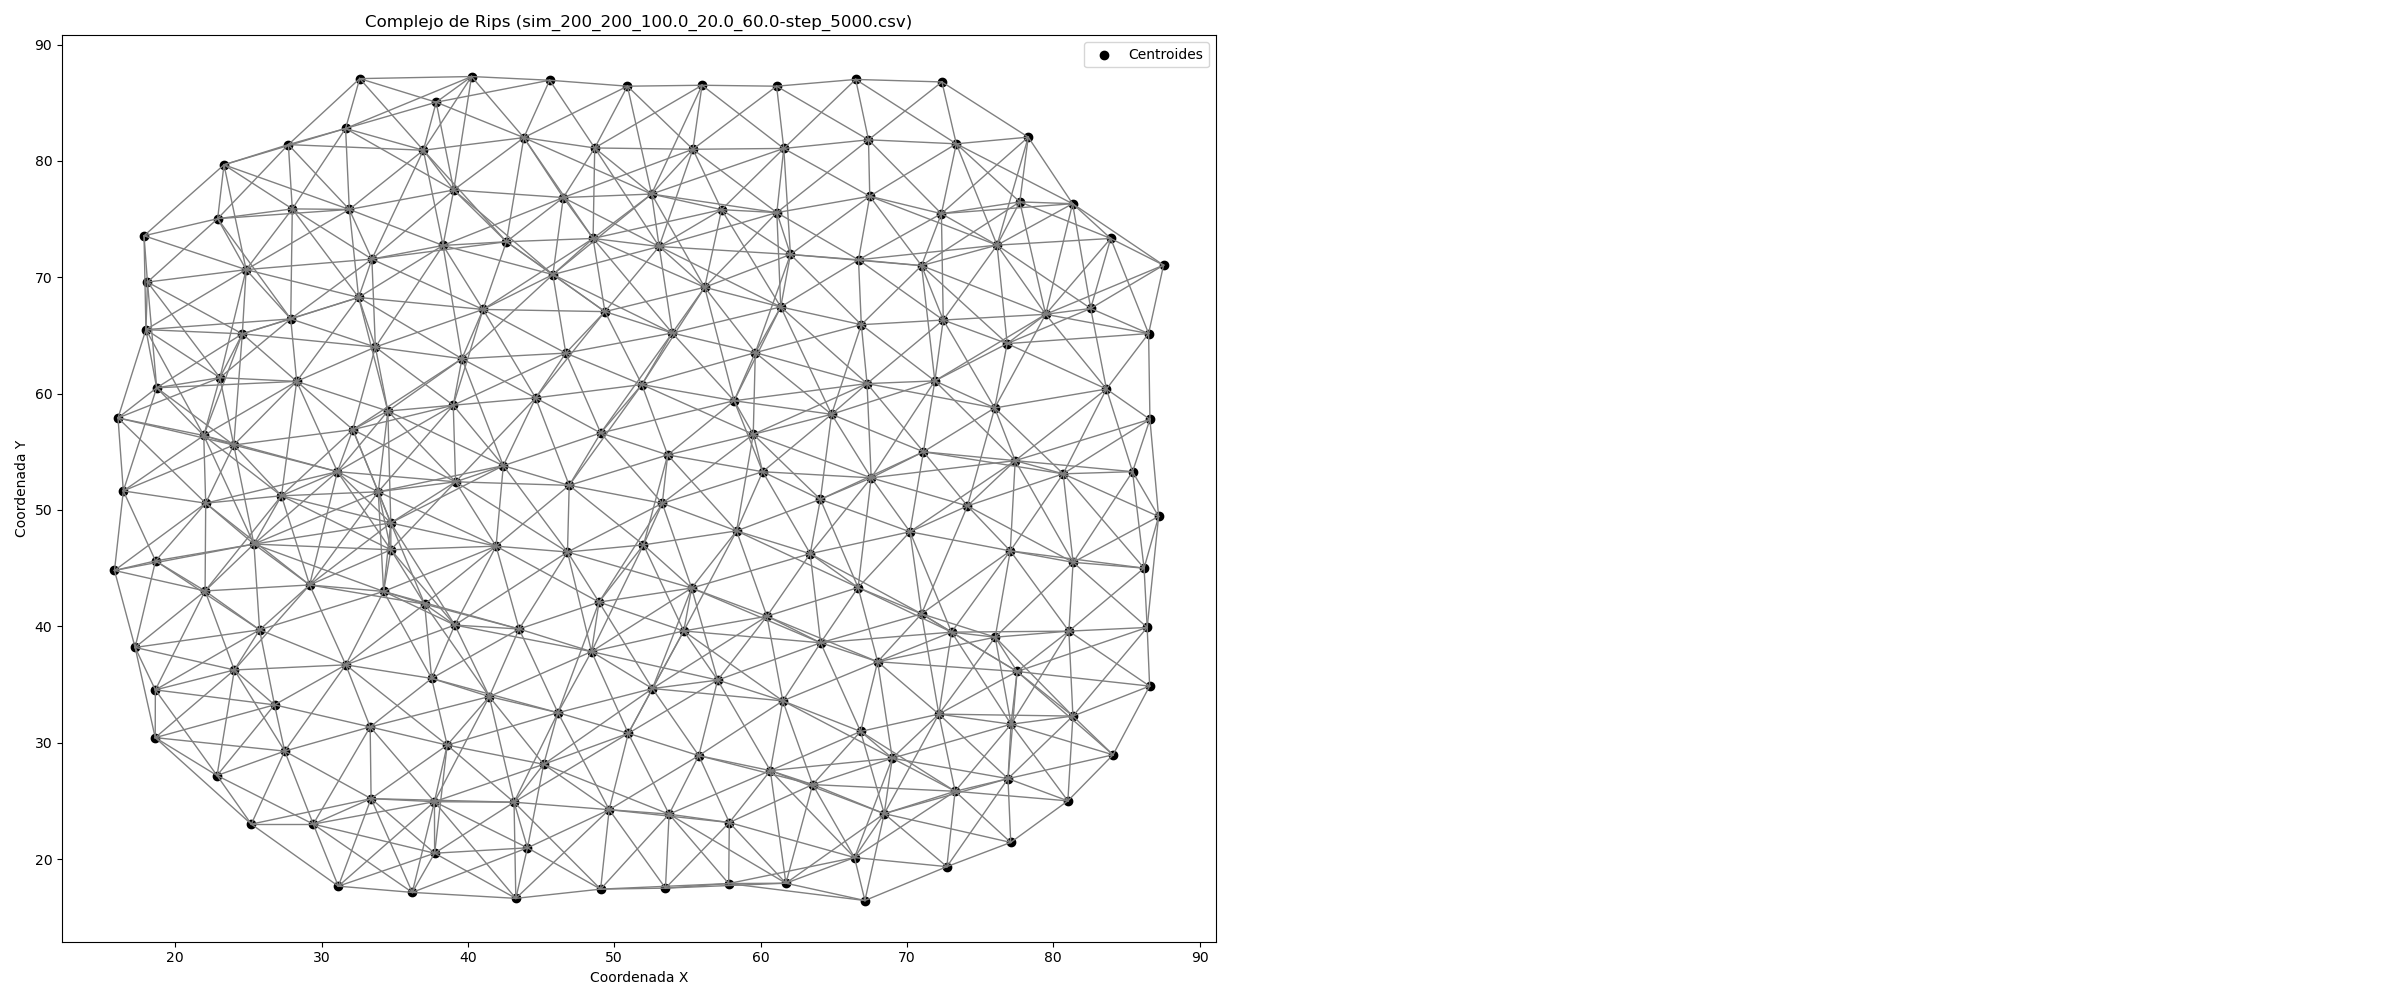 Complejo de Rips (sim_200_200_100.0_20.0_60.0-step_5000.csv)
Centroides
90
80
70
60
50
40
30
20
Coordenada Y
20 30 40 50 60 70 80 90
Coordenada X